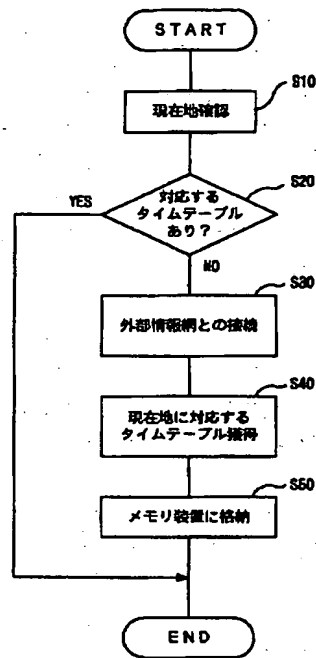 START
S10
現在地確認
S20
対応する
タイムテーブル
あり?
YES
NO
S30
外部情報網との接続
S40
現在地に対応する
タイムテーブル獲得
S50
メモリ装置に格納
END